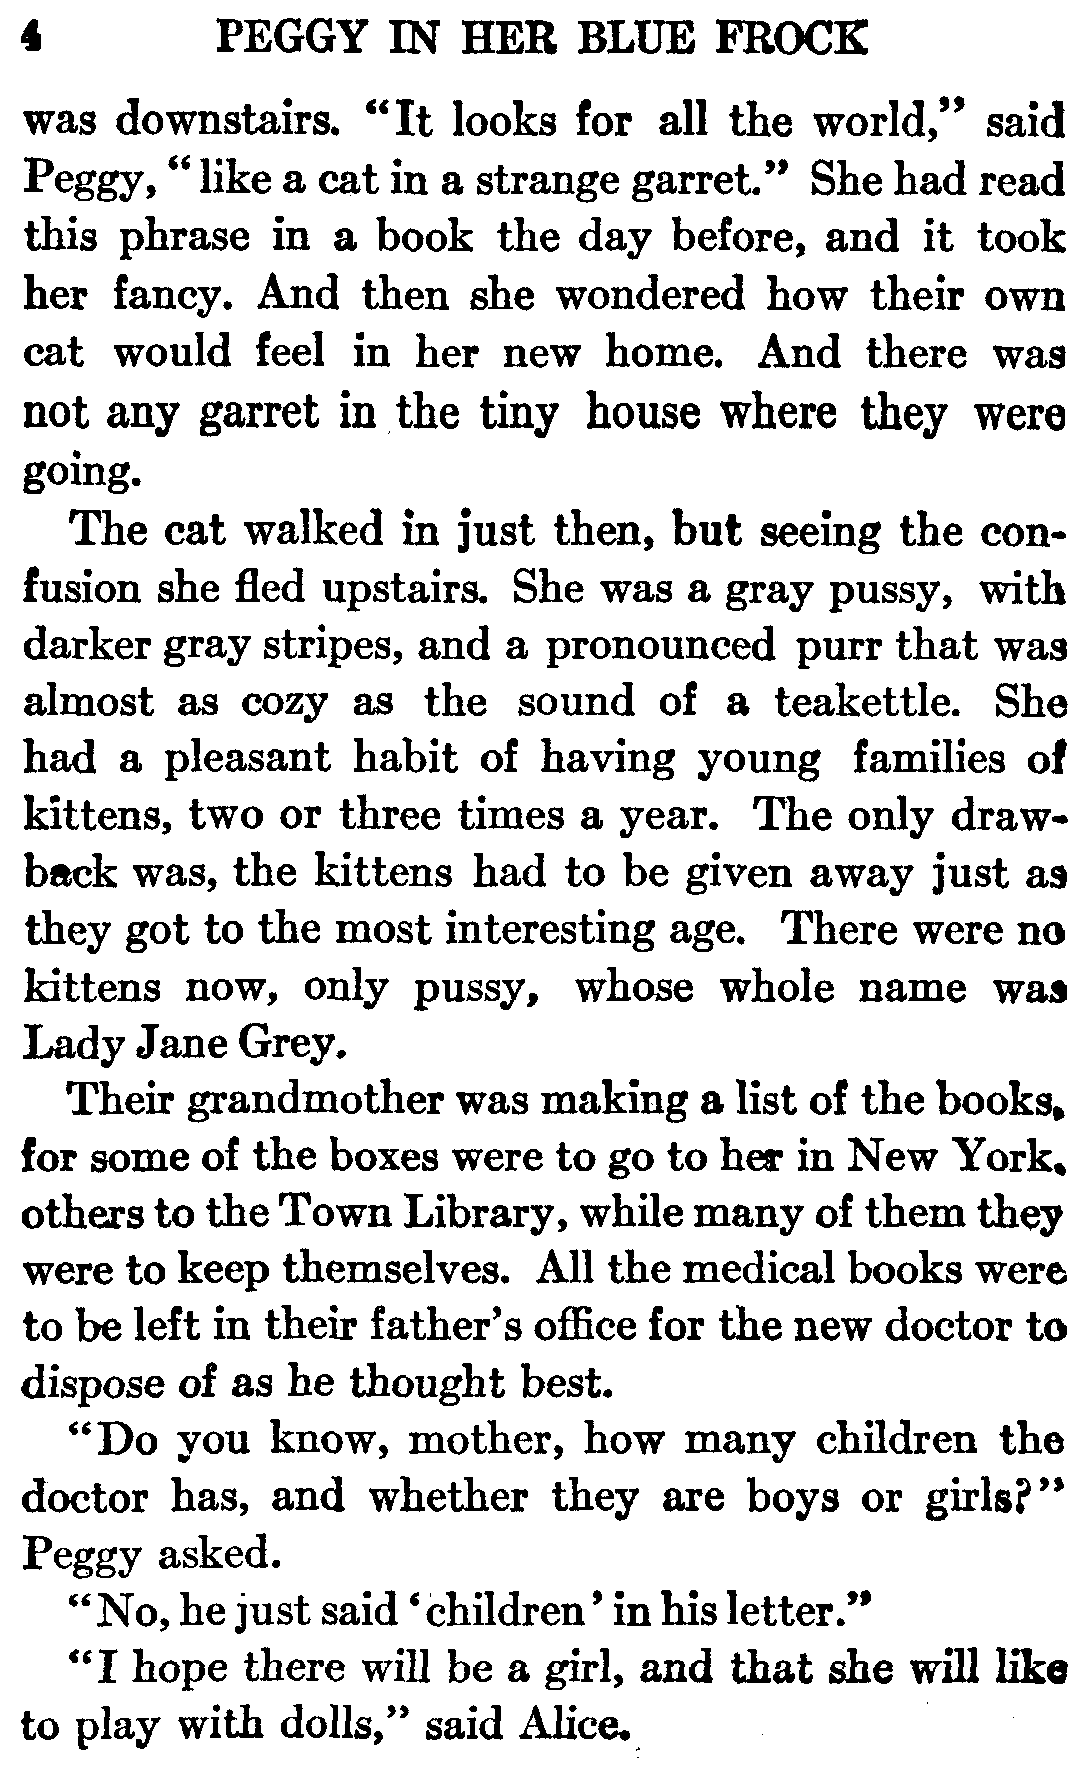 4 PEGGY IN HER BLUE FROCK
was downstairs. "It looks for all the world," said
Peggy, "like a cat in a strange garret." She had read
this phrase in a book the day before, and it took
her fancy. And then she wondered how their own
cat would feel in her new home. And there was
not any garret in the tiny house where they were
going.
The cat walked in just then, but seeing the con-
fusion she fled upstairs. She was a gray pussy, with
darker gray stripes, and a pronounced purr that was
almost as cozy as the sound of a teakettle. She
had a pleasant habit of having young families of
kittens, two or three times a year. The only draw-
back was, the kittens had to be given away just as
they got to the most interesting age. There were no
kittens now, only pussy, whose whole name was
Lady Jane Grey.
Their grandmother was making a list of the books,
for some of the boxes were to go to her in New York,
others to the Town Library, while many of them they
were to keep themselves. All the medical books were
to be left in their father's office for the new doctor to
dispose of as he thought best.
"Do you know, mother, how many children the
doctor has, and whether they are boys or girls?"
Peggy asked.
"No, he just said 'children' in his letter."
"I hope there will be a girl, and that she will like
to play with dolls," said Alice.